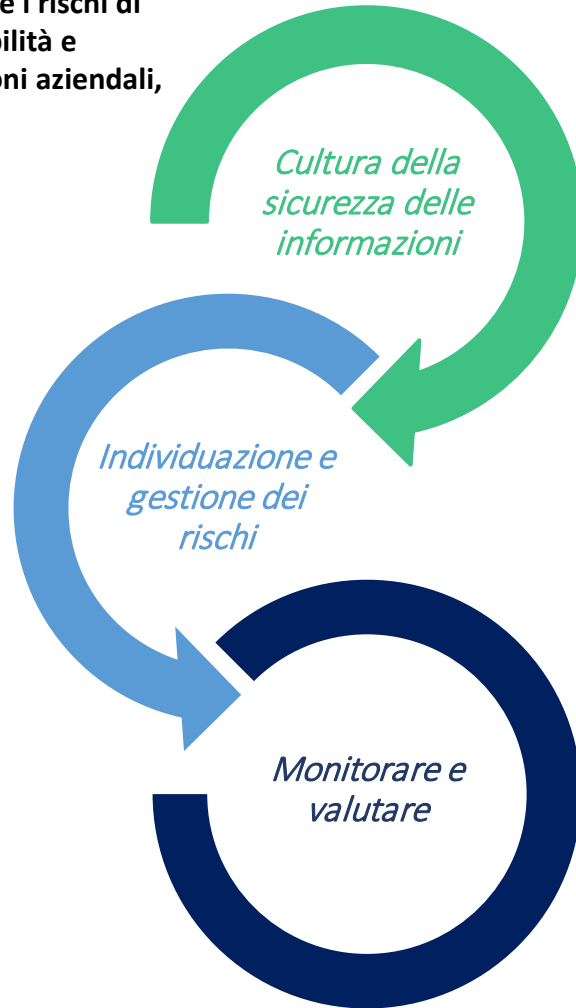 e i rischi di
bilità e
oni aziendali,
Cultura della
sicurezza delle
informazioni
Individuazione e
gestione dei
rischi
Monitorare e
valutare